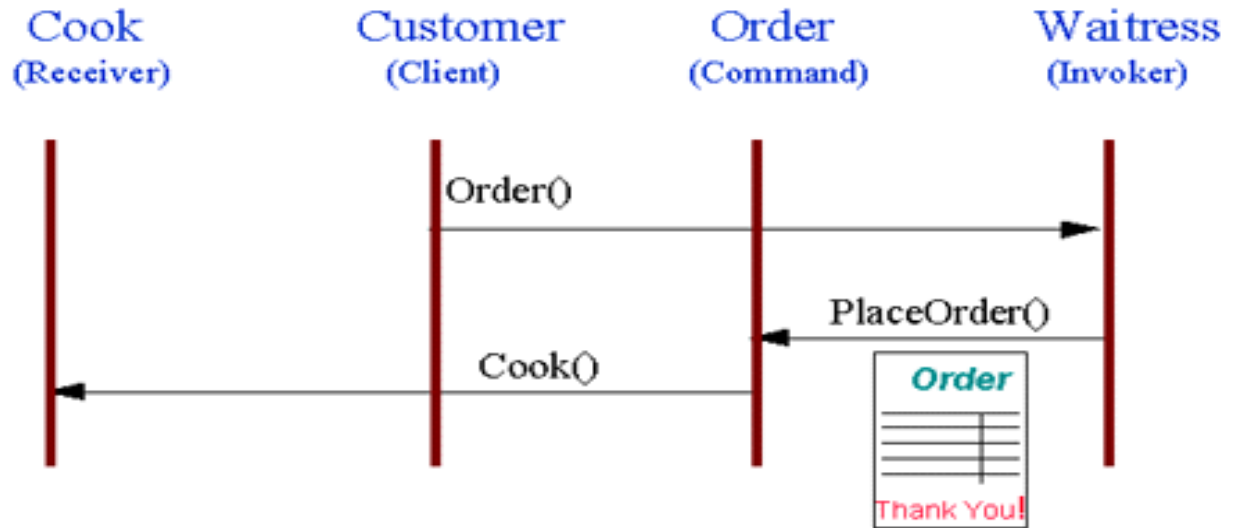 Cook Customer Order Waitress
(Receiver) (Client) (Command) (Invoker)
Order()
PlaceOrder()
Cook()
Order
Thank You!